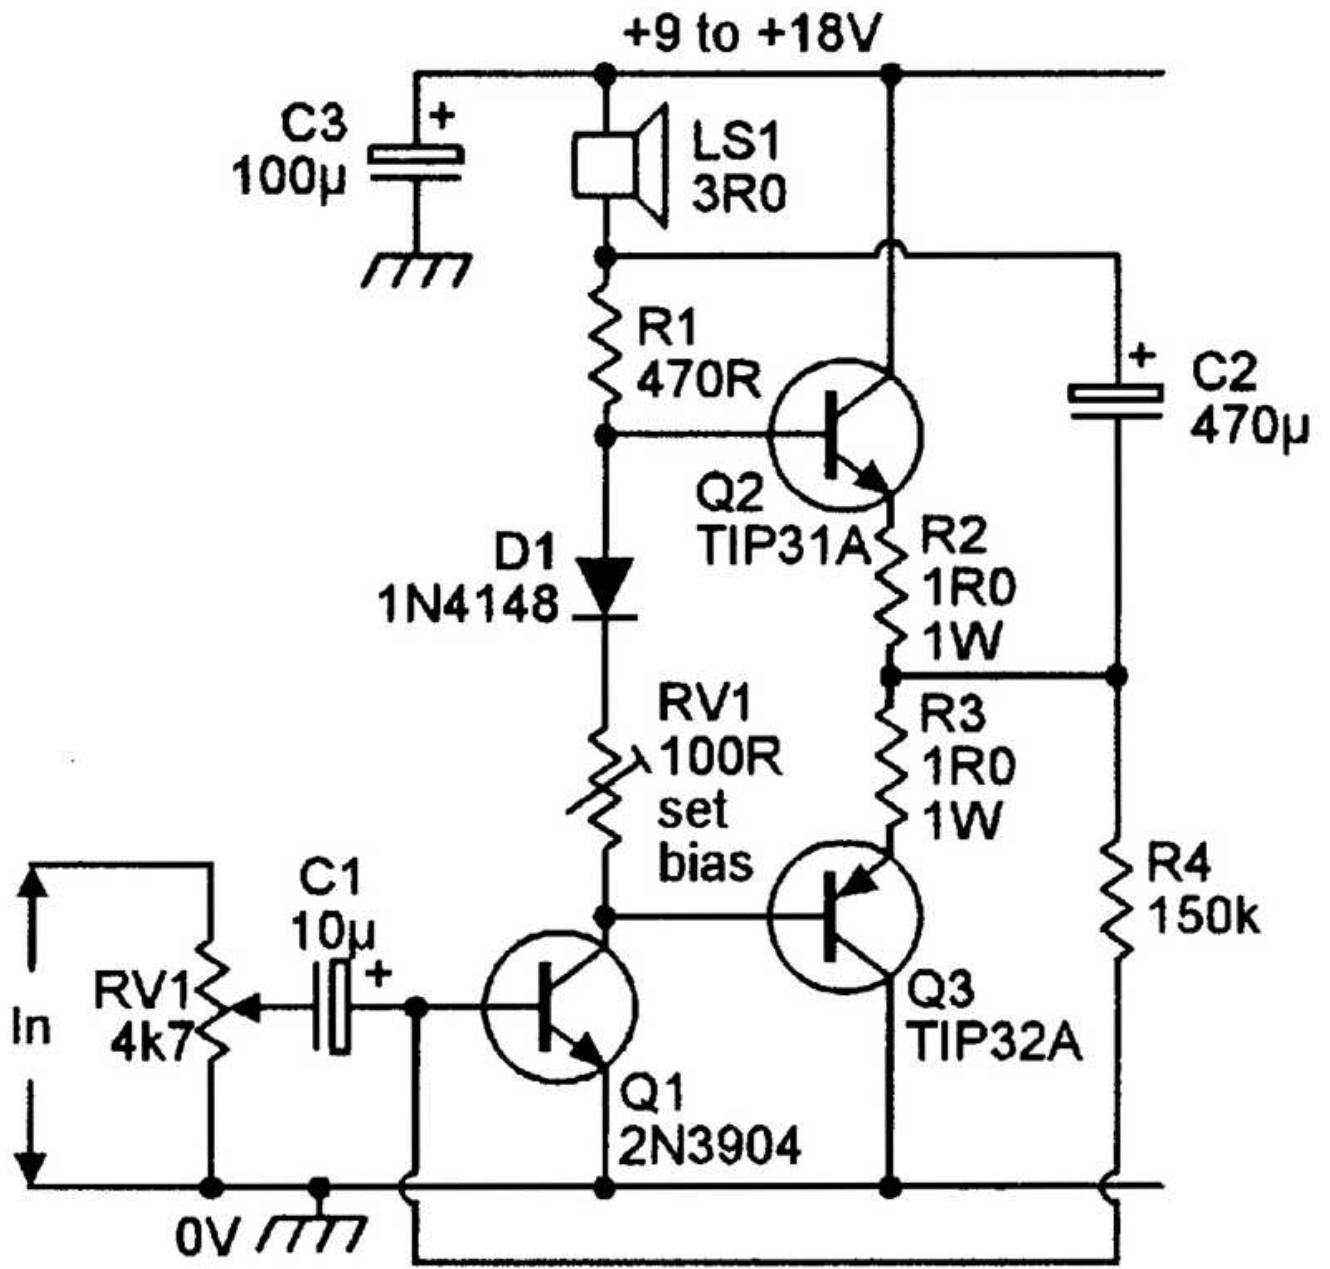 +9 to +18V
C3
100µ
+
LS1
3R0
R1
470R
+
C2
470µ
Q2
TIP31A
D1
1N4148
R2
1R0
1W
RV1
100R
set
bias
R3
1R0
1W
C1
10µ
+
R4
150k
In
RV1
4k7
Q1
2N3904
Q3
TIP32A
0V